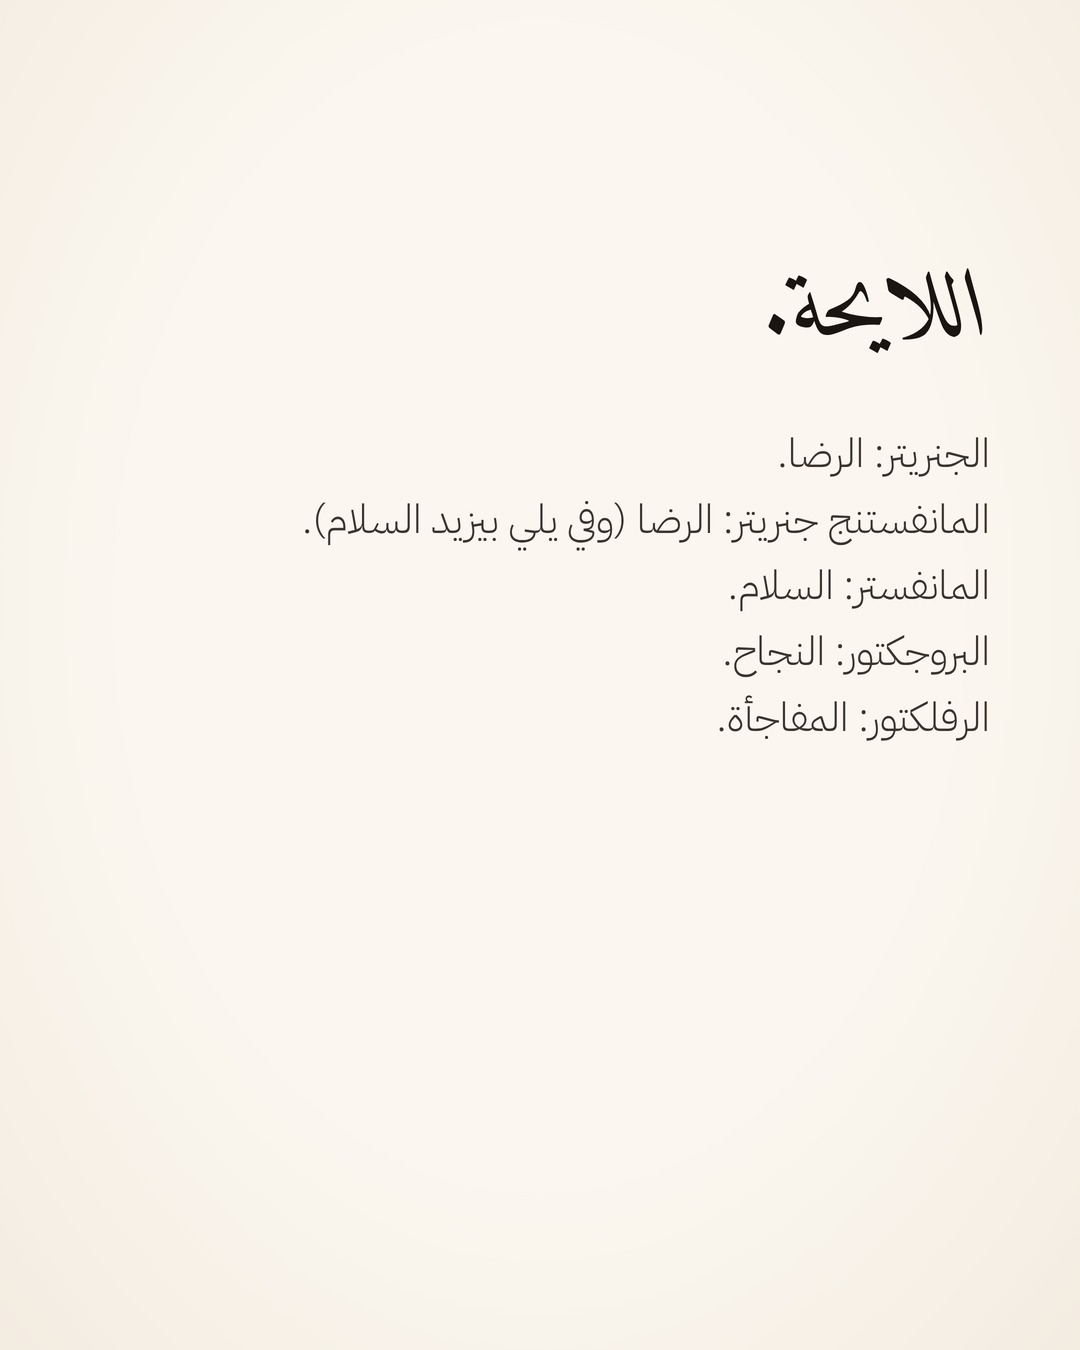 اللايحة.
الجنريتر: الرضا.
المانفستنج جنريتر: الرضا (وفي يلي بيزيد السلام).
المانفستر: السلام.
البروجكتور: النجاح.
الرفلكتور: المفاجأة.